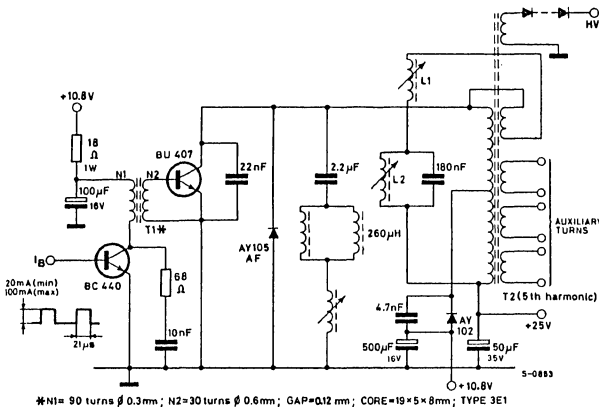 HV
L1
+10.8V
18
Ω
1W
BU 407
N1
N2
22nF
2.2µF
L2
180nF
100µF
16V
T1*
AY105
AF
260µH
AUXILIARY
TURNS
IB
20mA(min)
100mA(max)
BC 440
68
Ω
T2(5th harmonic)
4.7nF
AY
102
+25V
21µs
10nF
500µF
16V
50µF
35V
+10.8V
5-0883
*N1= 90 turns ϕ 0.3mm; N2=30 turns ϕ 0.6mm; GAP=0.12 mm; CORE=19×5×8mm; TYPE 3E1